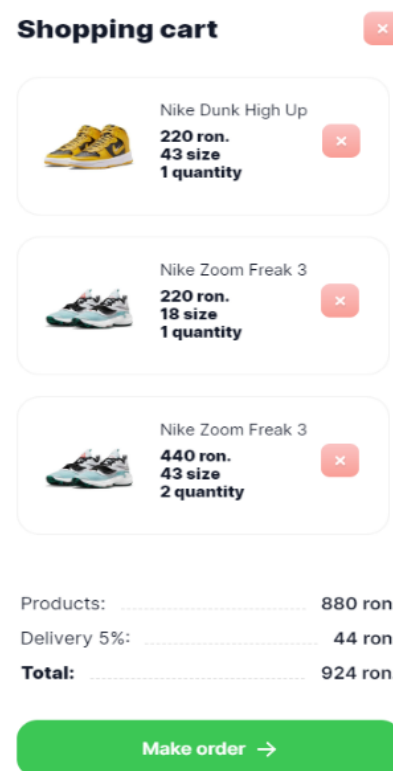 Shopping cart
Nike Dunk High Up
220 ron.
43 size
1 quantity
Nike Zoom Freak 3
220 ron.
18 size
1 quantity
Nike Zoom Freak 3
440 ron.
43 size
2 quantity
Products: 880 ron
Delivery 5%: 44 ron
Total: 924 ron
Make order →